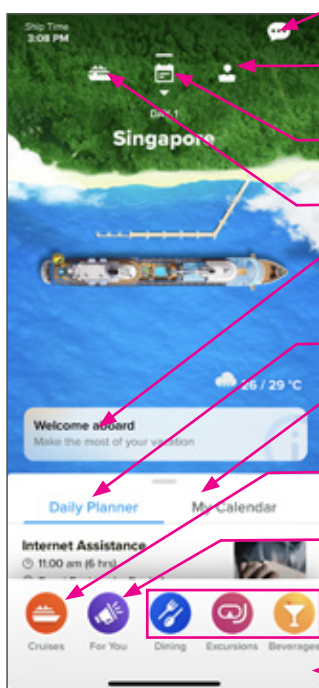 Ship Time
3:08 PM
DAY 1
Singapore
26 / 29 °C
Welcome aboard
Make the most of your vacation
Daily Planner
My Calendar
Internet Assistance
11:00 am (6 hrs)
Cruises
For You
Dining
Excursions
Beverages